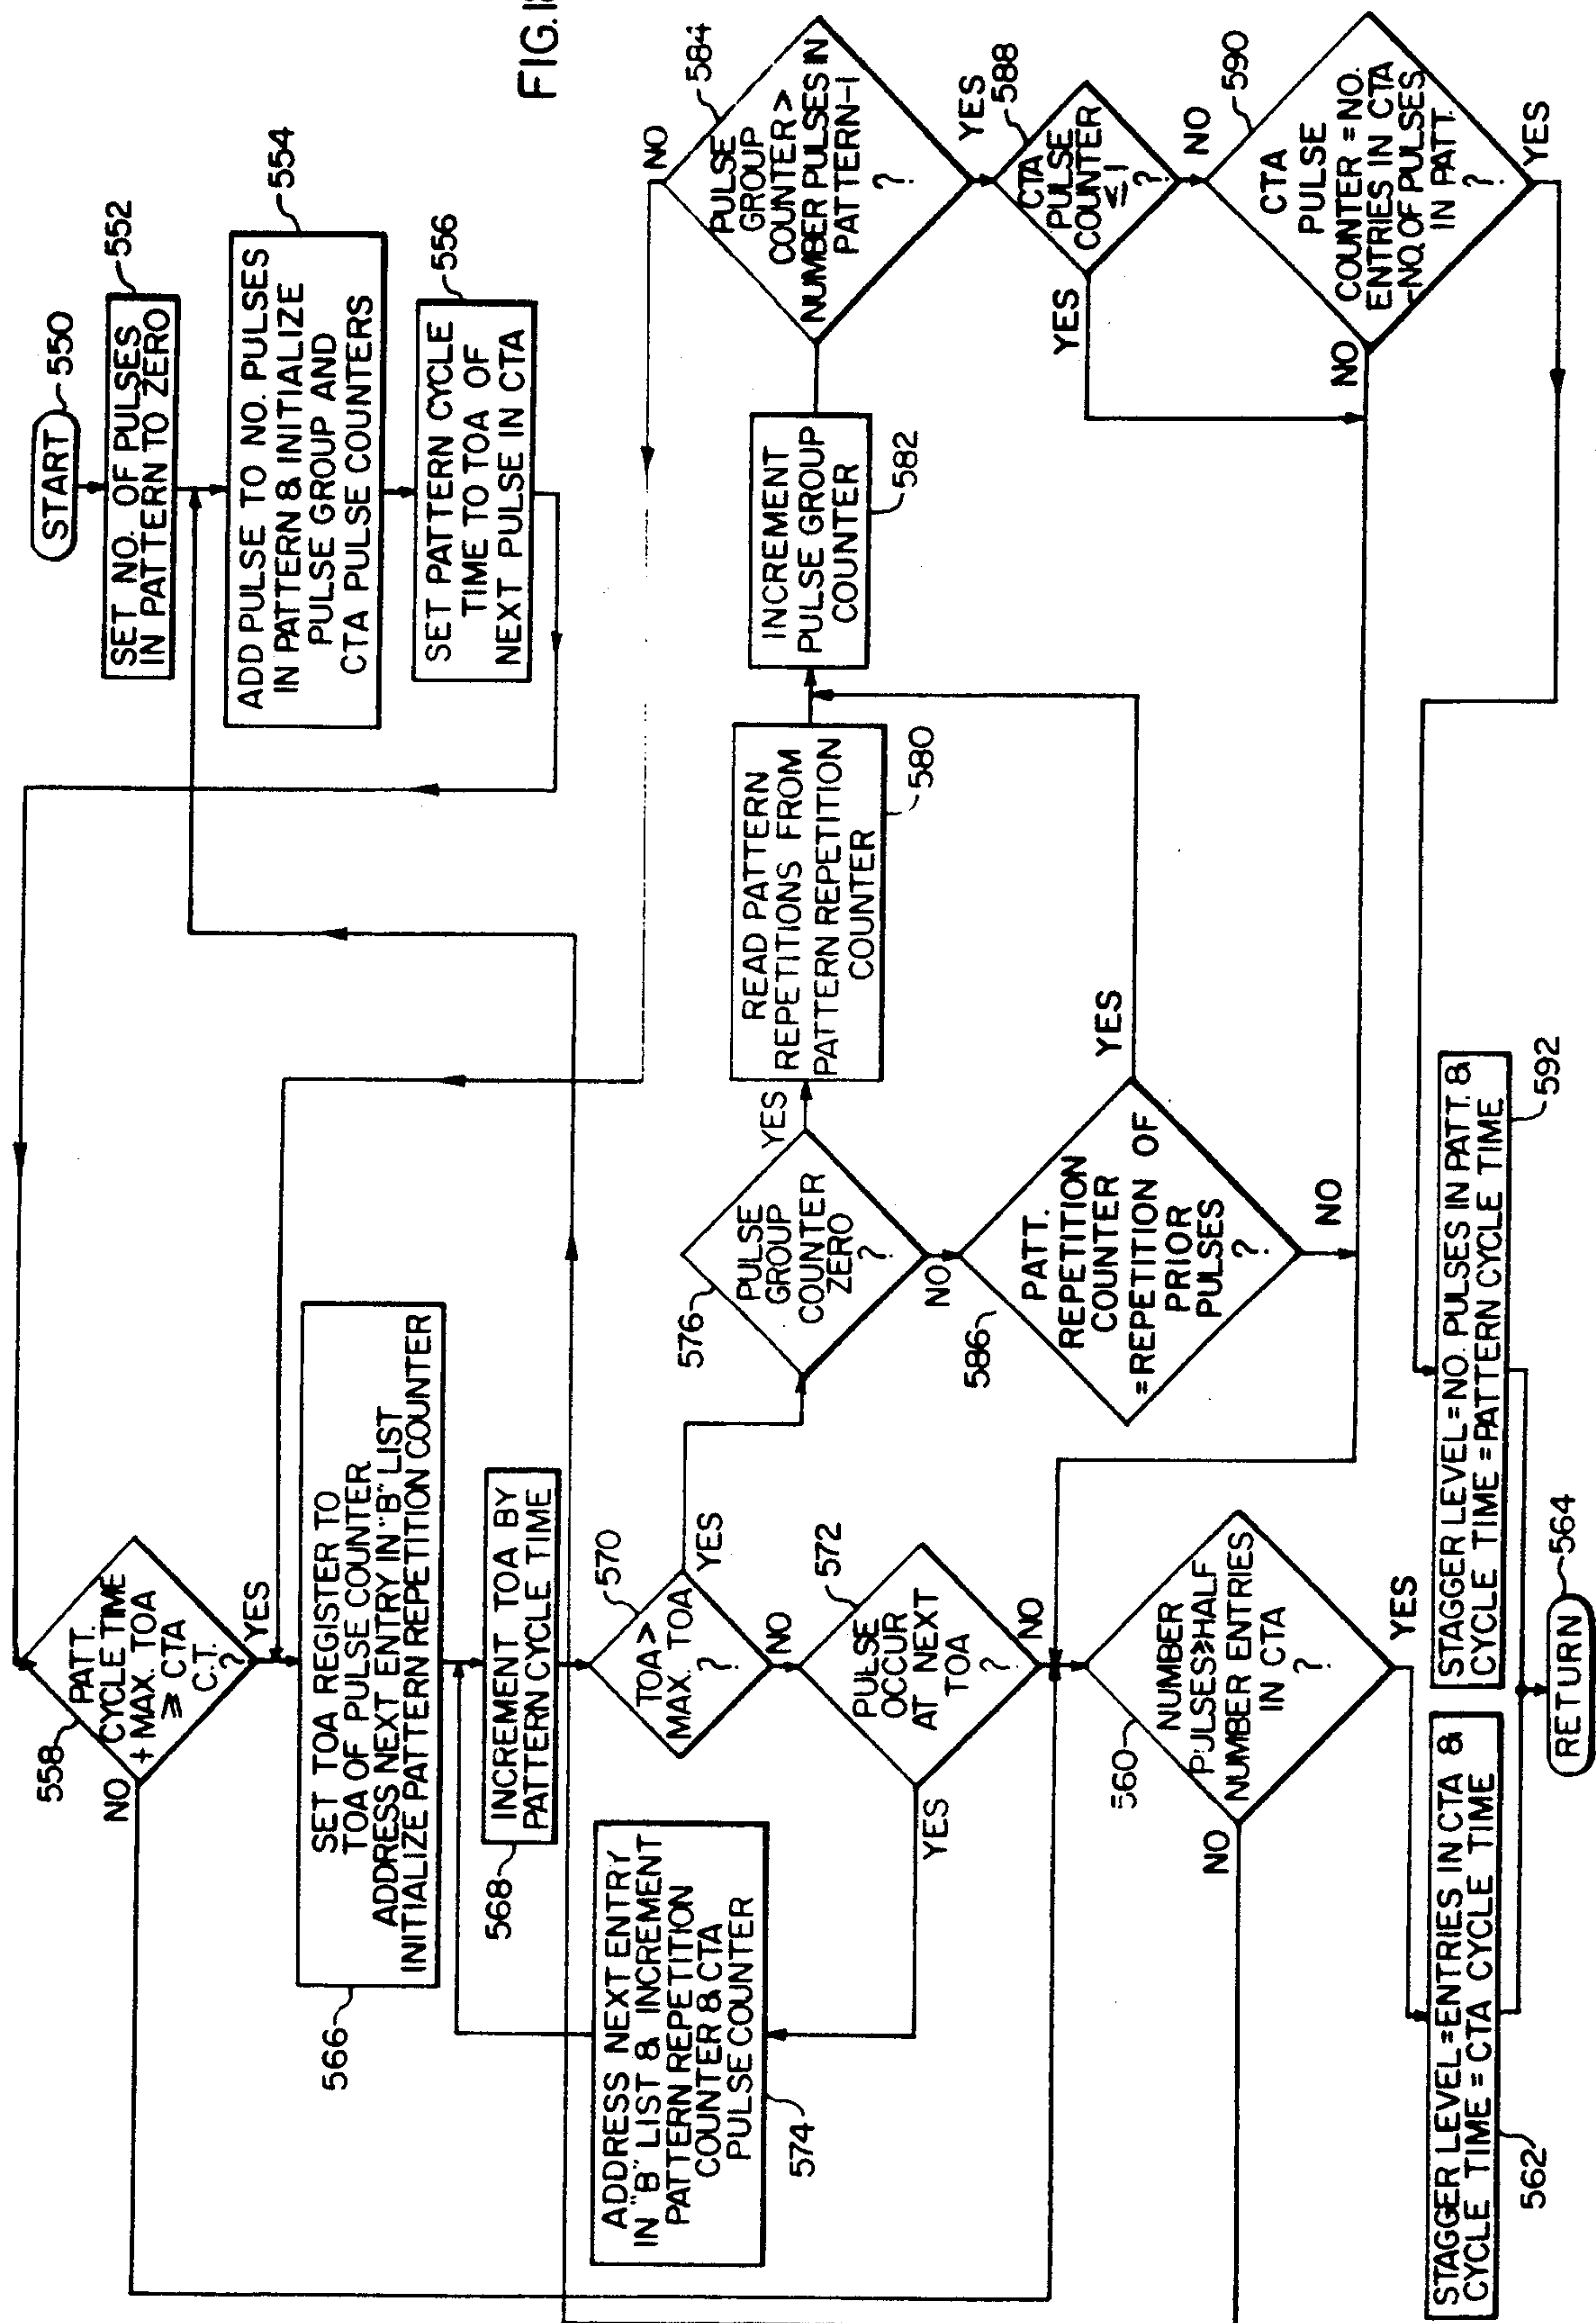 FIG.18
START
550
SET NO. OF PULSES
IN PATTERN TO ZERO
552
ADD PULSE TO NO. PULSES
IN PATTERN & INITIALIZE
PULSE GROUP AND
CTA PULSE COUNTERS
554
SET PATTERN CYCLE
TIME TO TOA OF
NEXT PULSE IN CTA
556
558
PATT.
CYCLE TIME
+ MAX. TOA
≥ CTA
C.T.
?
NO
YES
SET TOA REGISTER TO
TOA OF PULSE COUNTER
ADDRESS NEXT ENTRY IN "B" LIST
INITIALIZE PATTERN REPETITION COUNTER
566
INCREMENT TOA BY
PATTERN CYCLE TIME
568
570
TOA >
MAX. TOA
?
YES
NO
572
PULSE
OCCUR
AT NEXT
TOA
?
YES
NO
ADDRESS NEXT ENTRY
IN "B" LIST & INCREMENT
PATTERN REPETITION
COUNTER & CTA
PULSE COUNTER
574
560
NUMBER
PULSES≥HALF
NUMBER ENTRIES
IN CTA
?
NO
YES
STAGGER LEVEL=ENTRIES IN CTA &
CYCLE TIME = CTA CYCLE TIME
562
RETURN
564
576
PULSE
GROUP
COUNTER
ZERO
?
YES
NO
READ PATTERN
REPETITIONS FROM
PATTERN REPETITION
COUNTER
580
586
PATT.
REPETITION
COUNTER
=REPETITION OF
PRIOR
PULSES
?
YES
NO
INCREMENT
PULSE GROUP
COUNTER
582
584
PULSE
GROUP
COUNTER >
NUMBER PULSES IN
PATTERN-1
?
NO
YES
588
CTA
PULSE
COUNTER
≤1
?
YES
NO
590
CTA
PULSE
COUNTER = NO.
ENTRIES IN CTA
-NO. OF PULSES
IN PATT.
?
NO
YES
STAGGER LEVEL=NO. PULSES IN PATT. &
CYCLE TIME =PATTERN CYCLE TIME
592